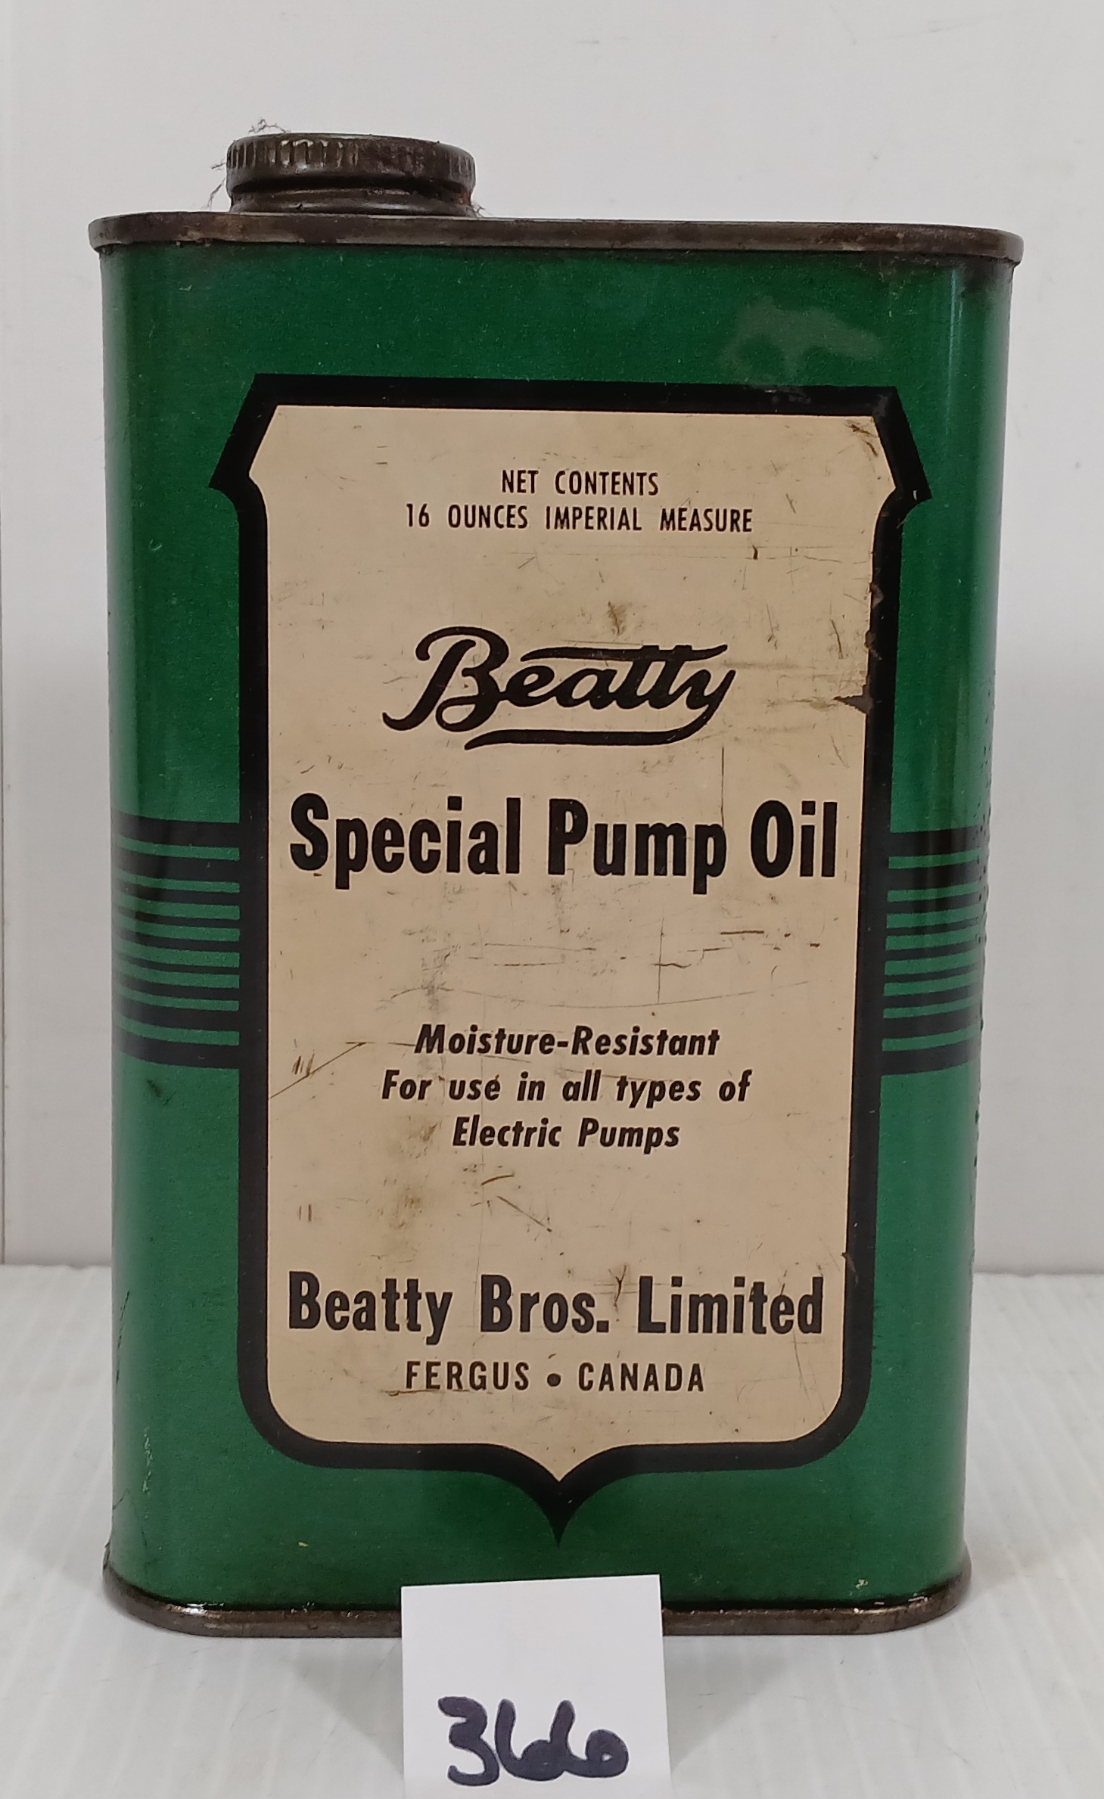 NET CONTENTS
16 OUNCES IMPERIAL MEASURE
Beatty
Special Pump Oil
Moisture-Resistant
For use in all types of
Electric Pumps
Beatty Bros. Limited
FERGUS • CANADA
366